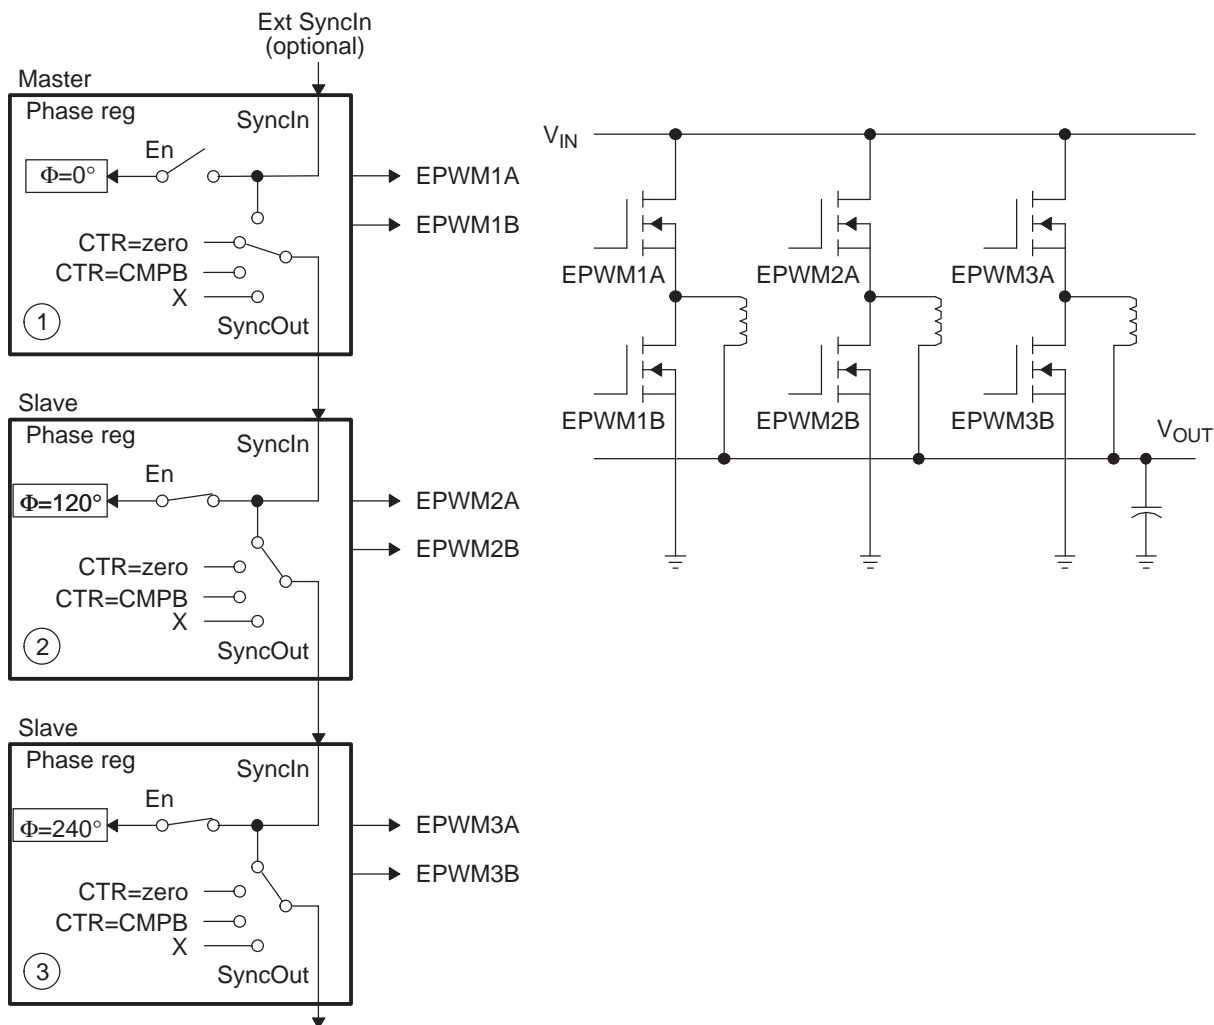 Ext SyncIn
(optional)
Master
Phase reg
SyncIn
En
Φ=0°
CTR=zero
CTR=CMPB
X
1
SyncOut
EPWM1A
EPWM1B
Slave
Phase reg
SyncIn
En
Φ=120°
CTR=zero
CTR=CMPB
X
2
SyncOut
EPWM2A
EPWM2B
Slave
Phase reg
SyncIn
En
Φ=240°
CTR=zero
CTR=CMPB
X
3
SyncOut
EPWM3A
EPWM3B
VIN
EPWM1A
EPWM2A
EPWM3A
EPWM1B
EPWM2B
EPWM3B
VOUT